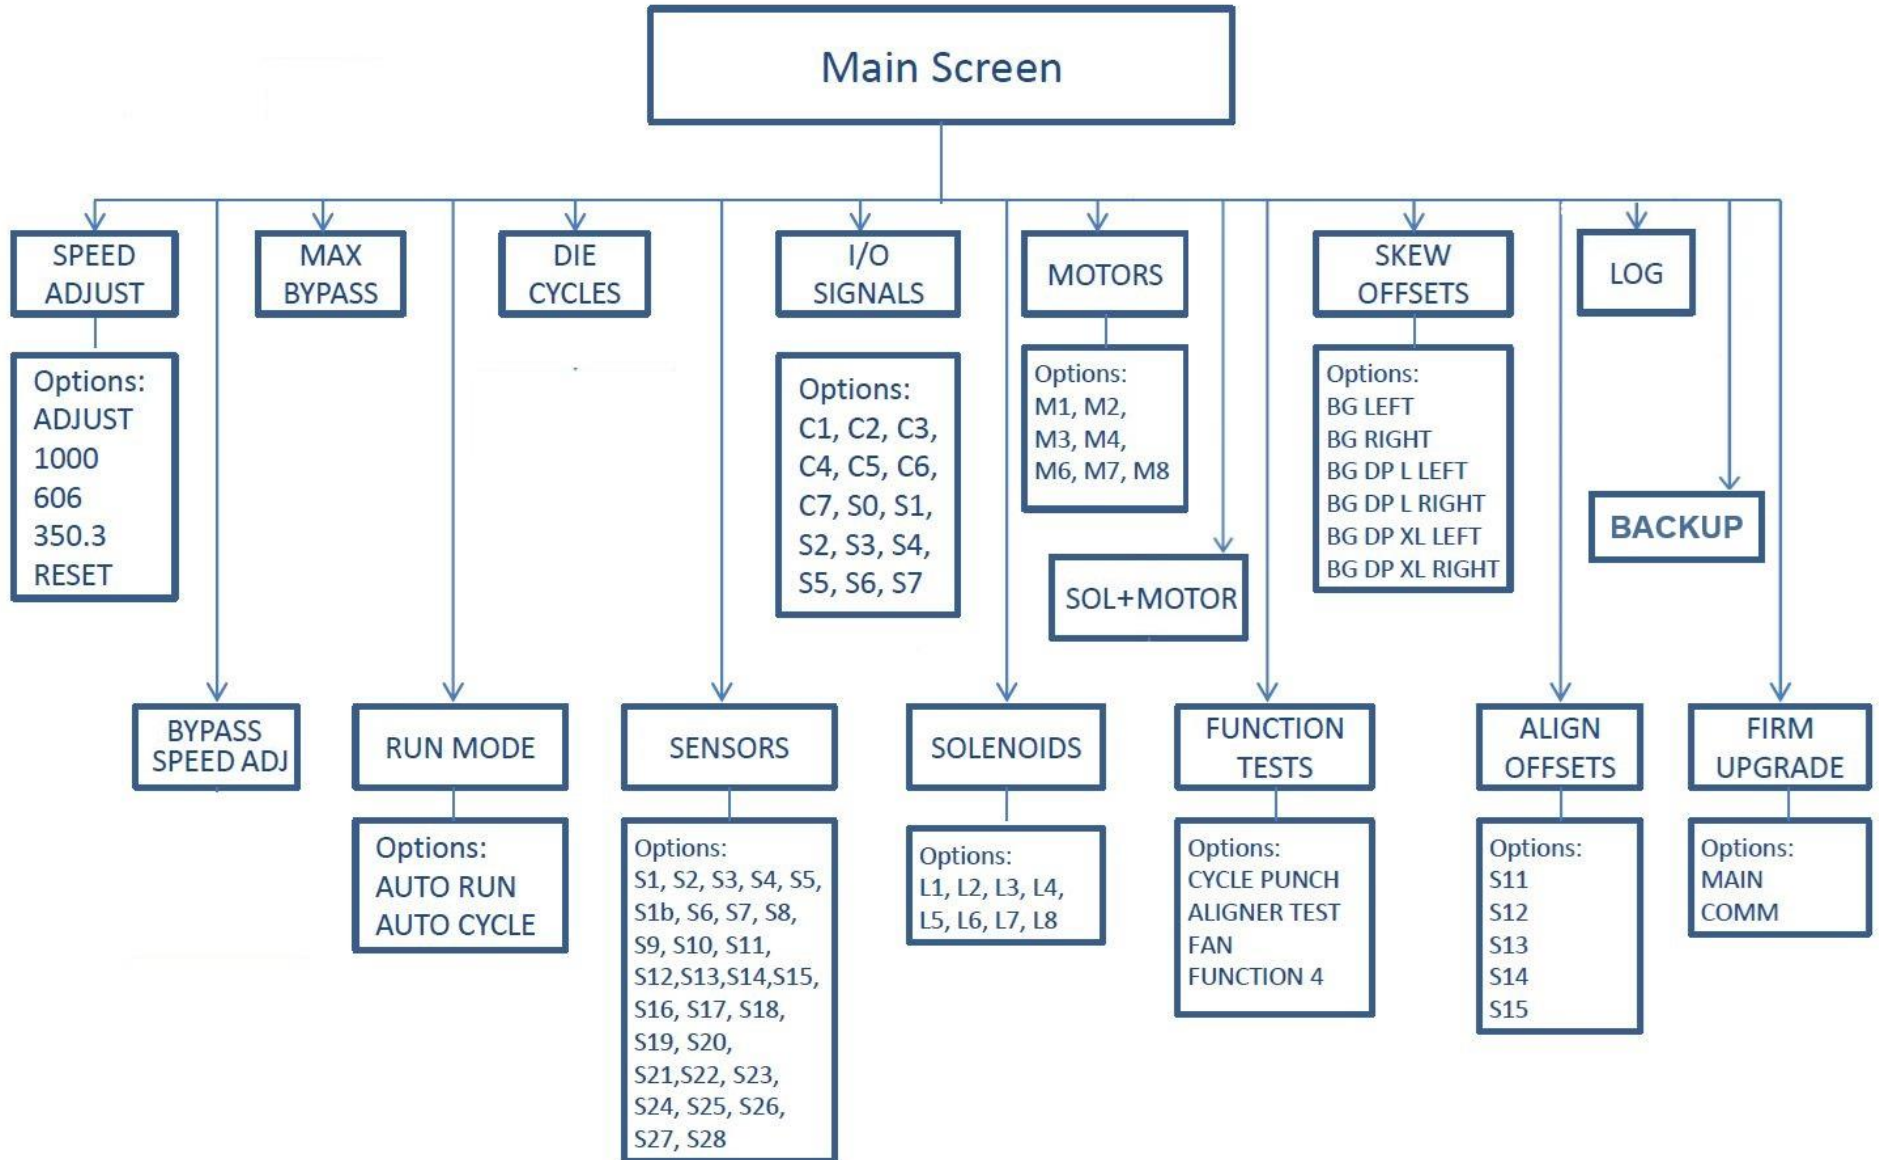 Main Screen
SPEED
ADJUST
MAX
BYPASS
DIE
CYCLES
I/O
SIGNALS
MOTORS
SKEW
OFFSETS
LOG
Options:
ADJUST
1000
606
350.3
RESET
Options:
C1, C2, C3,
C4, C5, C6,
C7, S0, S1,
S2, S3, S4,
S5, S6, S7
Options:
M1, M2,
M3, M4,
M6, M7, M8
Options:
BG LEFT
BG RIGHT
BG DP L LEFT
BG DP L RIGHT
BG DP XL LEFT
BG DP XL RIGHT
BACKUP
SOL+MOTOR
BYPASS
SPEED ADJ
RUN MODE
SENSORS
SOLENOIDS
FUNCTION
TESTS
ALIGN
OFFSETS
FIRM
UPGRADE
Options:
AUTO RUN
AUTO CYCLE
Options:
S1, S2, S3, S4, S5,
S1b, S6, S7, S8,
S9, S10, S11,
S12,S13,S14,S15,
S16, S17, S18,
S19, S20,
S21,S22, S23,
S24, S25, S26,
S27, S28
Options:
L1, L2, L3, L4,
L5, L6, L7, L8
Options:
CYCLE PUNCH
ALIGNER TEST
FAN
FUNCTION 4
Options:
S11
S12
S13
S14
S15
Options:
MAIN
COMM